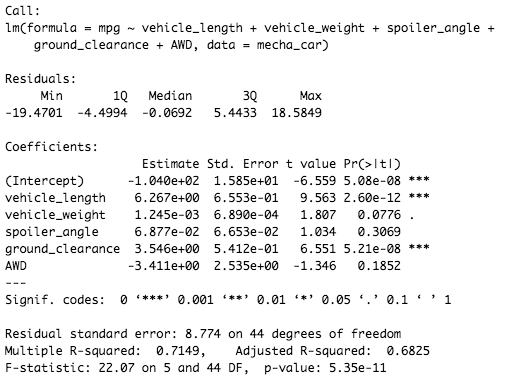 Call:
lm(formula = mpg ~ vehicle_length + vehicle_weight + spoiler_angle +
    ground_clearance + AWD, data = mecha_car)

Residuals:
     Min       1Q   Median       3Q      Max
-19.4701  -4.4994  -0.0692   5.4433  18.5849

Coefficients:
                   Estimate Std. Error t value Pr(>|t|)
(Intercept)      -1.040e+02  1.585e+01  -6.559 5.08e-08 ***
vehicle_length    6.267e+00  6.553e-01   9.563 2.60e-12 ***
vehicle_weight    1.245e-03  6.890e-04   1.807   0.0776 .
spoiler_angle     6.877e-02  6.653e-02   1.034   0.3069
ground_clearance  3.546e+00  5.412e-01   6.551 5.21e-08 ***
AWD              -3.411e+00  2.535e+00  -1.346   0.1852
---
Signif. codes:  0 ‘***’ 0.001 ‘**’ 0.01 ‘*’ 0.05 ‘.’ 0.1 ‘ ’ 1

Residual standard error: 8.774 on 44 degrees of freedom
Multiple R-squared:  0.7149,    Adjusted R-squared:  0.6825
F-statistic: 22.07 on 5 and 44 DF,  p-value: 5.35e-11